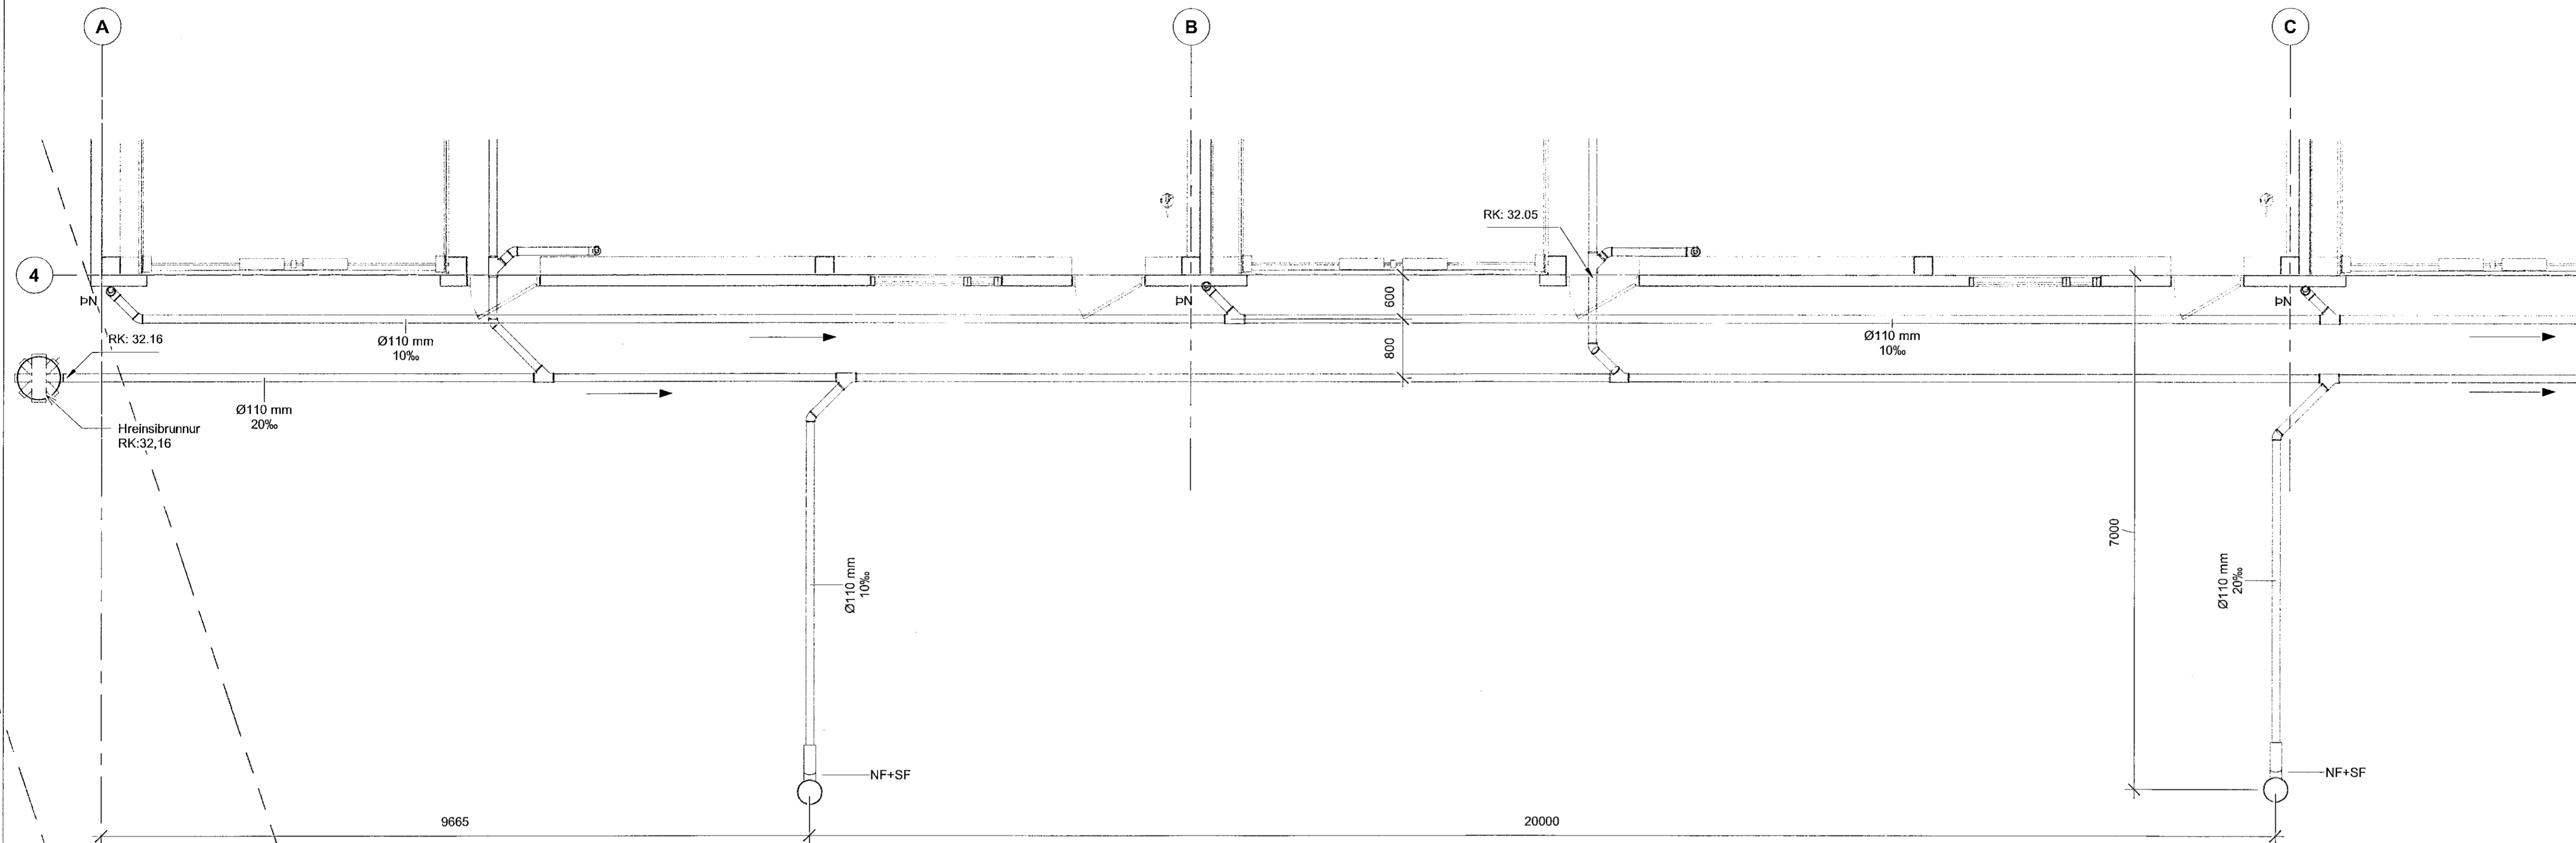 A
B
C
4
ÞN
RK: 32.16
Ø110 mm
10‰
Hreinsibrunnur
RK:32,16
Ø110 mm
20‰
RK: 32.05
ÞN
600
800
Ø110 mm
10‰
ÞN
Ø110 mm
10‰
NF+SF
7000
Ø110 mm
20‰
NF+SF
9665
20000